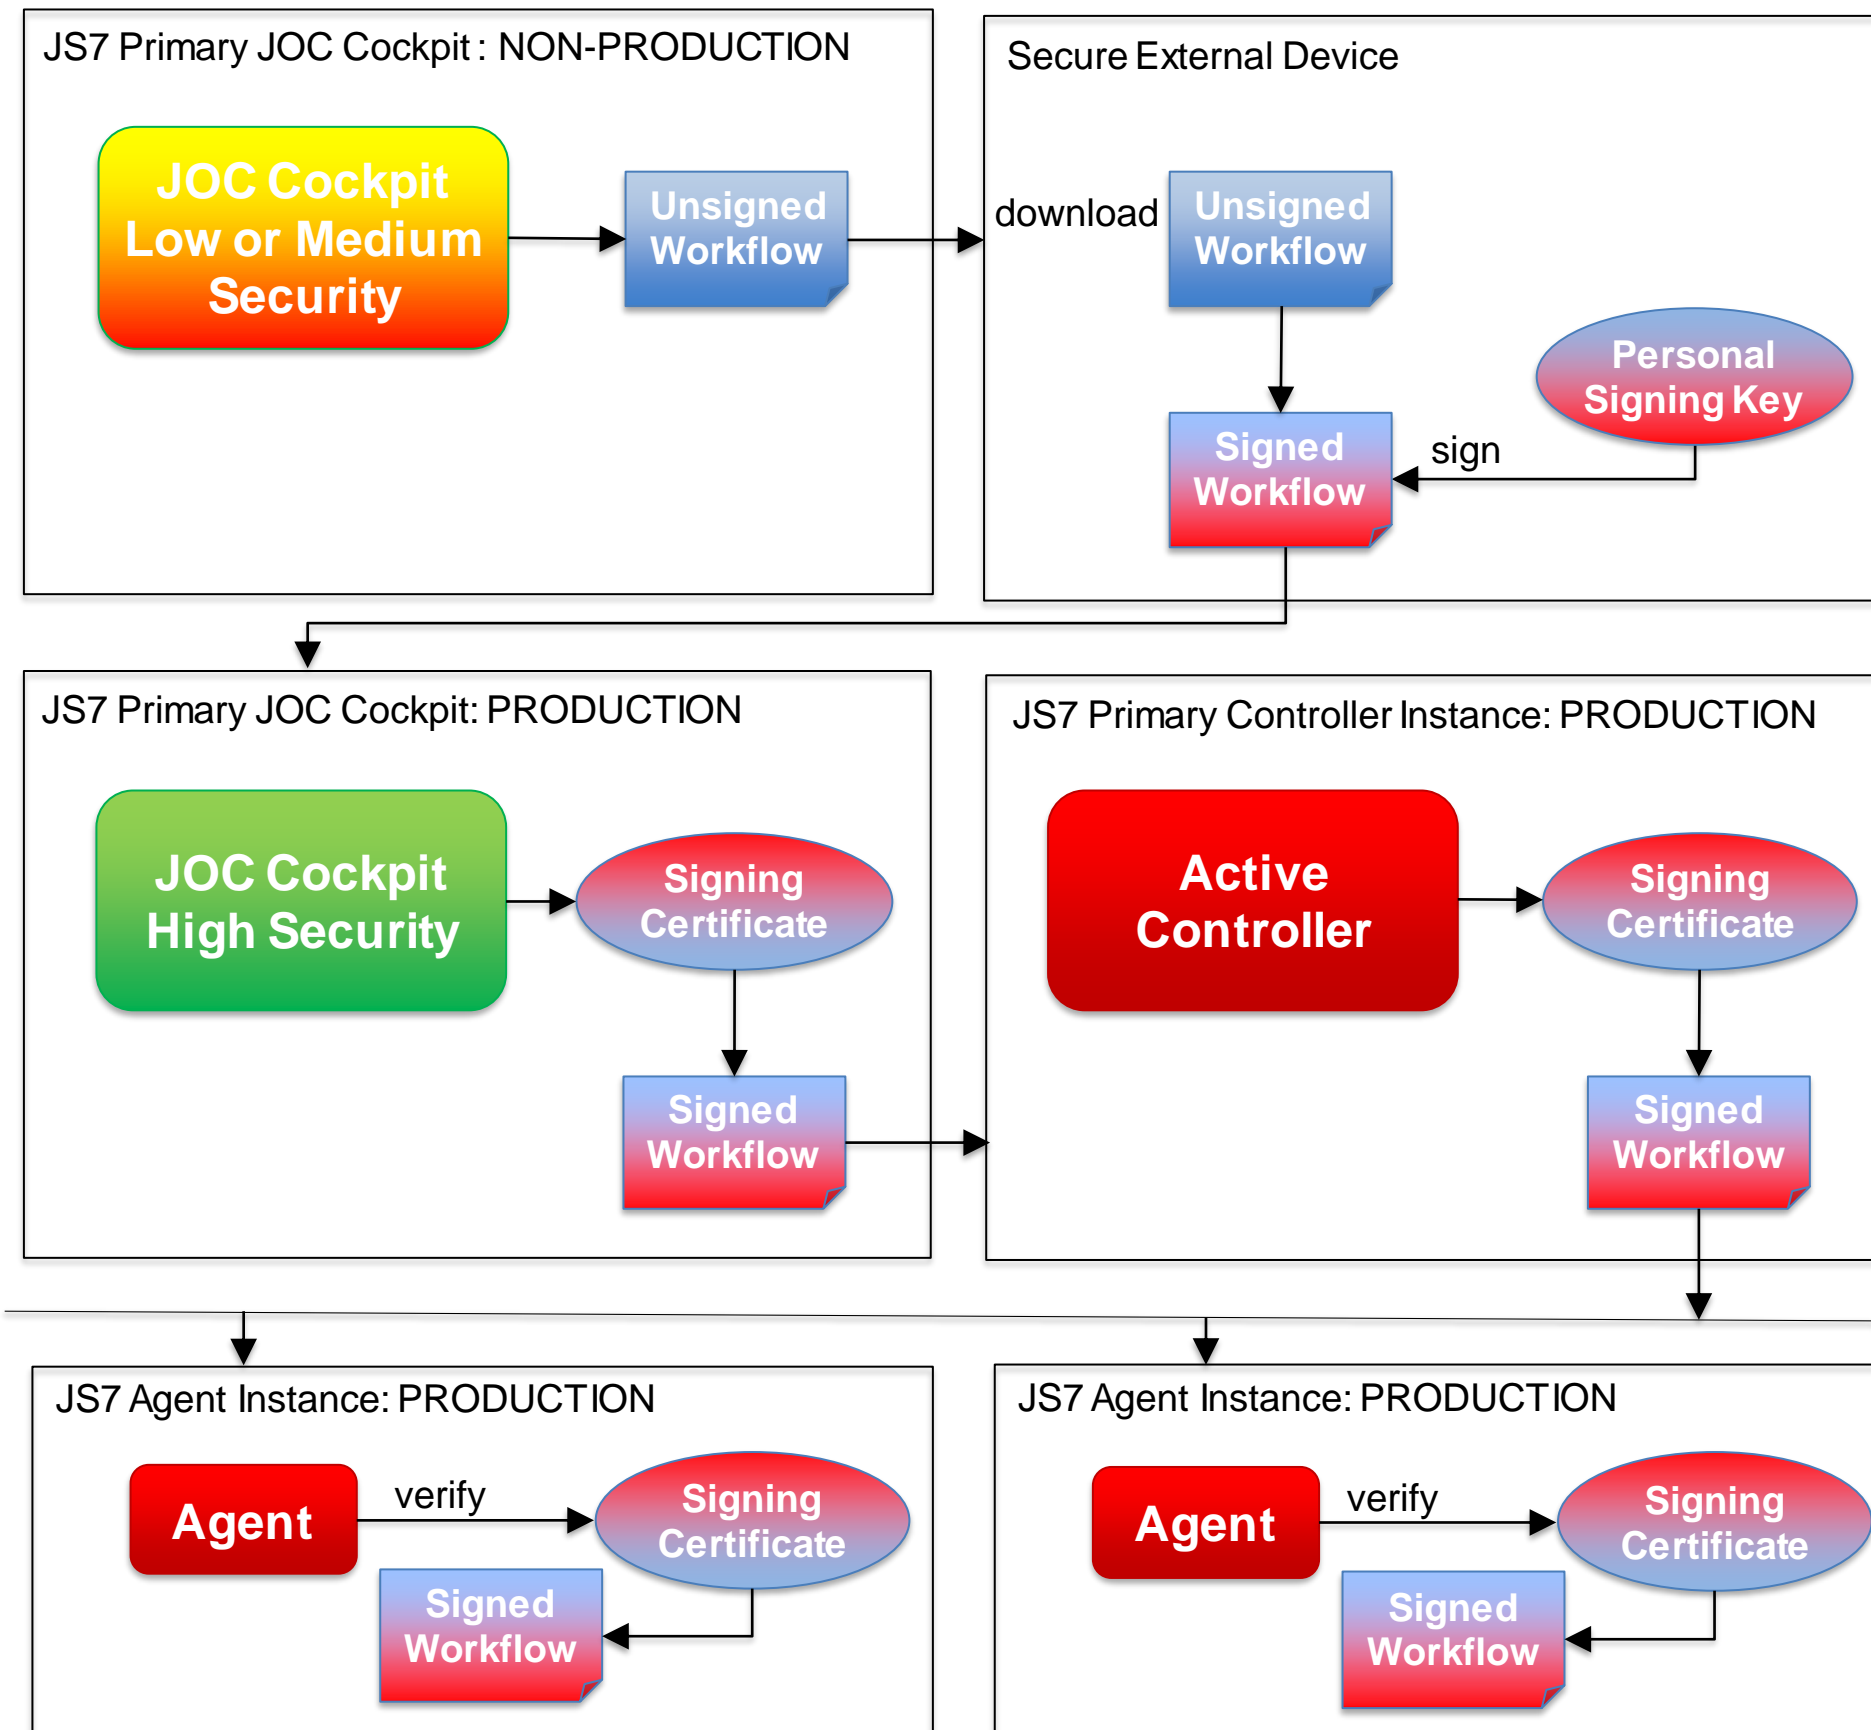 JS7 Primary JOC Cockpit : NON-PRODUCTION
JOC Cockpit
Low or Medium
Security
Unsigned
Workflow
Secure External Device
download
Unsigned
Workflow
Personal
Signing Key
sign
Signed
Workflow
JS7 Primary JOC Cockpit: PRODUCTION
JOC Cockpit
High Security
Signing
Certificate
Signed
Workflow
JS7 Primary Controller Instance: PRODUCTION
Active
Controller
Signing
Certificate
Signed
Workflow
JS7 Agent Instance: PRODUCTION
Agent
verify
Signing
Certificate
Signed
Workflow
JS7 Agent Instance: PRODUCTION
Agent
verify
Signing
Certificate
Signed
Workflow